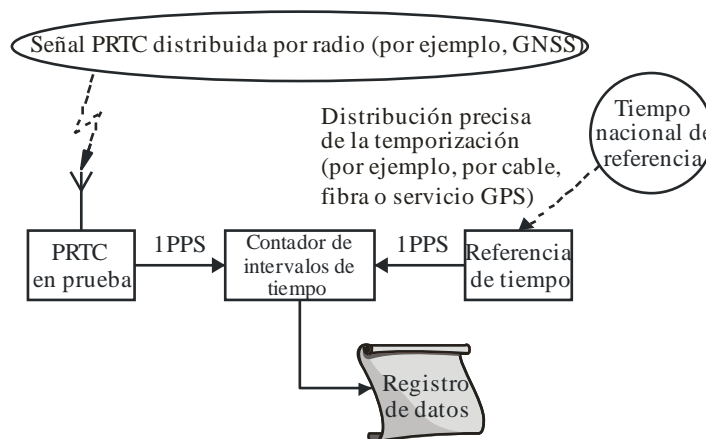 Señal PRTC distribuida por radio (por ejemplo, GNSS)
Distribución precisa
de la temporización
(por ejemplo, por cable,
fibra o servicio GPS)
Tiempo
nacional de
referencia
PRTC
en prueba
1PPS
Contador de
intervalos de
tiempo
1PPS
Referencia
de tiempo
Registro
de datos